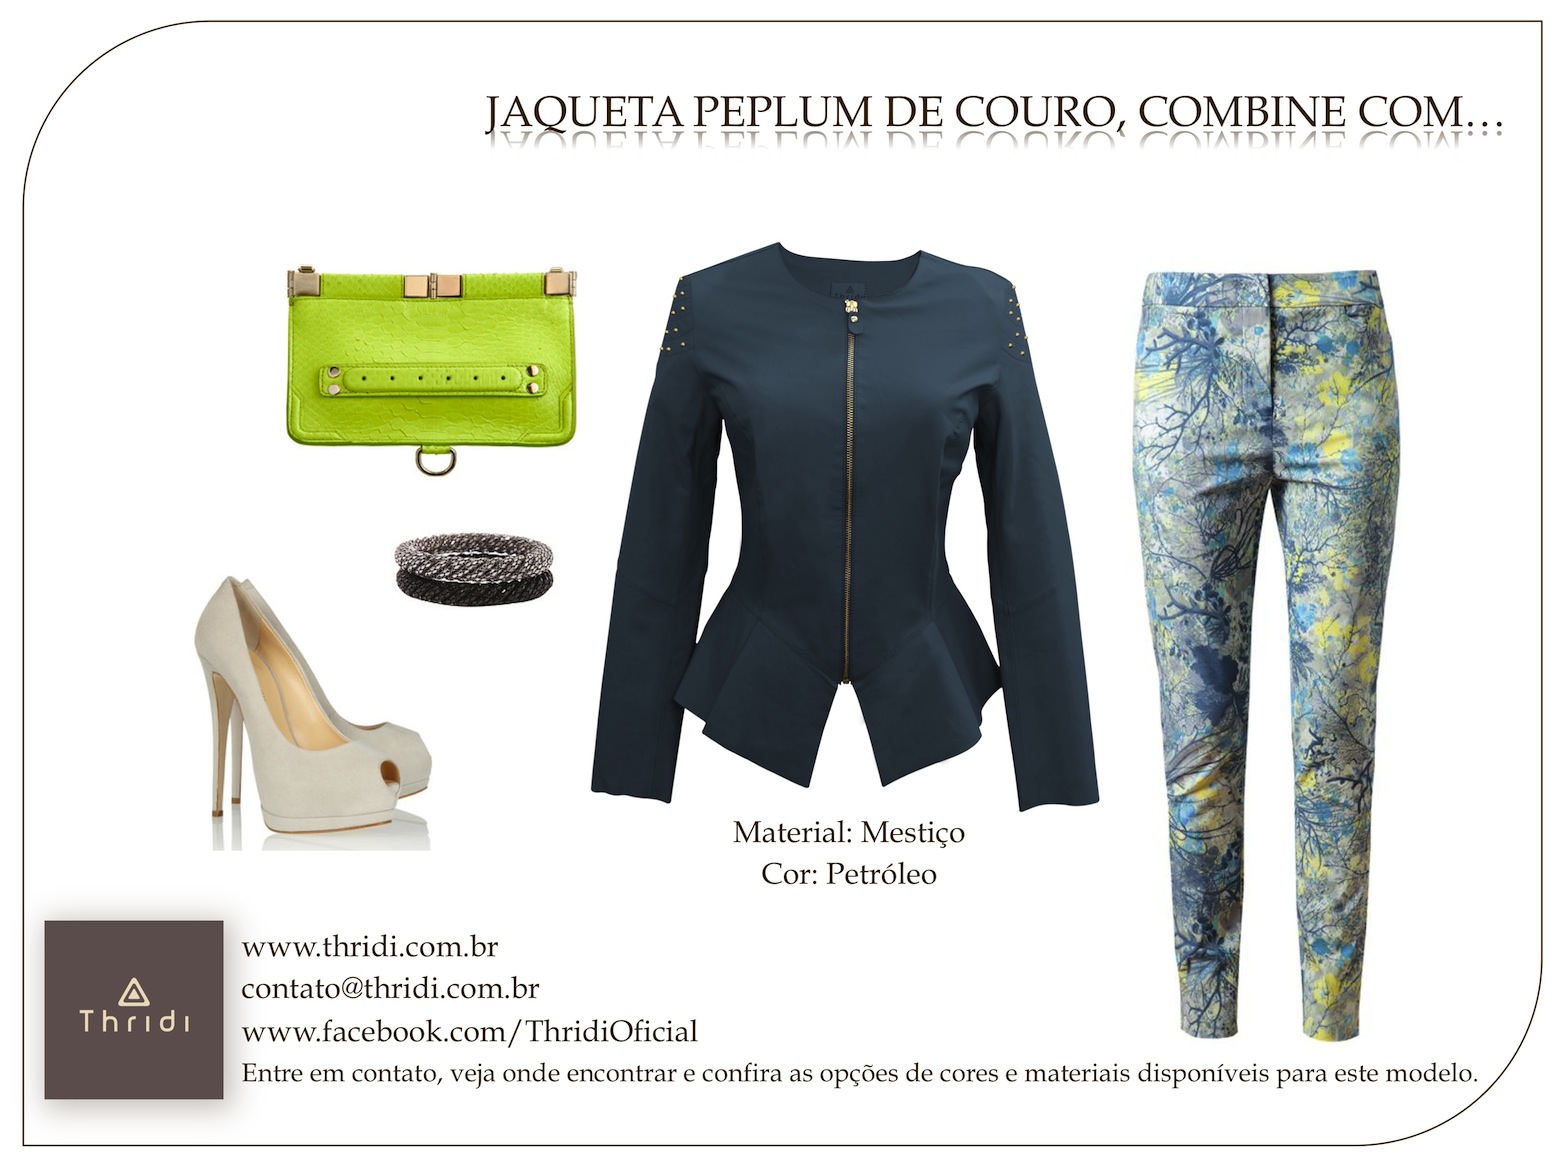 JAQUETA PEPLUM DE COURO, COMBINE COM...
Thridi
Material: Mestiço
Cor: Petróleo
Thridi
www.thridi.com.br
contato@thridi.com.br
www.facebook.com/ThridiOficial
Entre em contato, veja onde encontrar e confira as opções de cores e materiais disponíveis para este modelo.